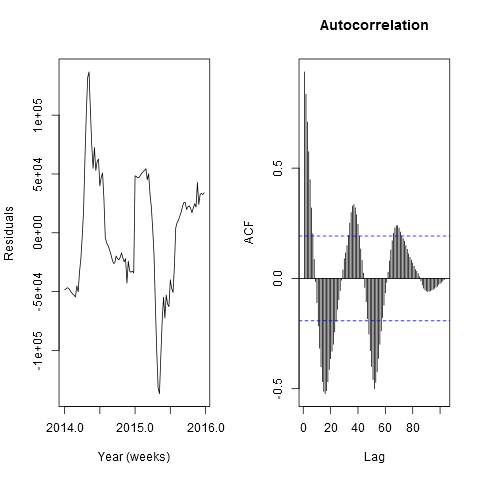 Residuals
1e+05
5e+04
0e+00
-5e+04
-1e+05
2014.0 2015.0 2016.0
Year (weeks)
Autocorrelation
ACF
0.5
0.0
-0.5
0 20 40 60 80
Lag